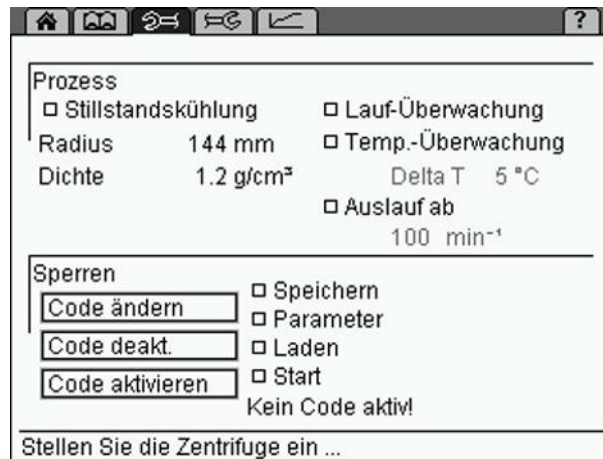 ?
Prozess
Stillstandskühlung
Lauf-Überwachung
Radius 144 mm
Temp.-Überwachung
Dichte 1.2 g/cm³
Delta T 5 °C
Auslauf ab
100 min⁻¹
Sperren
Code ändern
Code deakt.
Code aktivieren
Speichern
Parameter
Laden
Start
Kein Code aktiv!
Stellen Sie die Zentrifuge ein ...